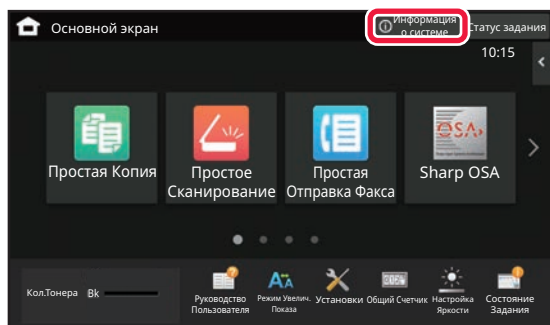 Основной экран
Информация
о системе
Статус задания
10:15
Простая Копия
Простое
Сканирование
Простая
Отправка Факса
OSA
Sharp OSA
Кол.Тонера Bk
Руководство
Пользователя
Режим Увелич.
Показа
Установки
Общий Счетчик
Настройка
Яркости
Состояние
Задания